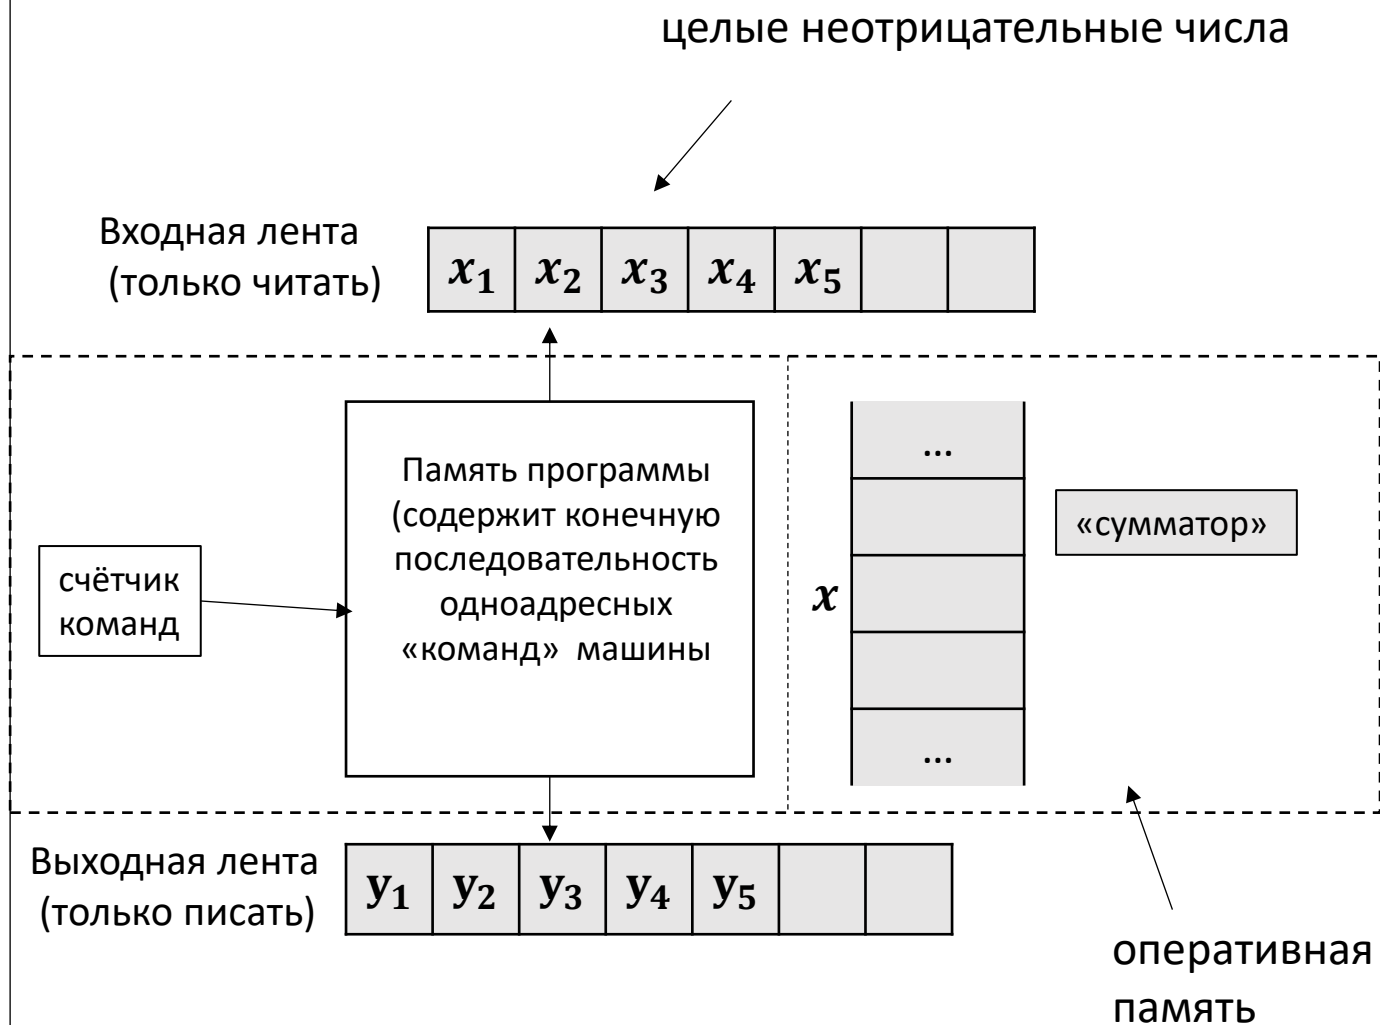 целые неотрицательные числа
Входная лента
(только читать)
x₁ x₂ x₃ x₄ x₅
Память программы
(содержит конечную
последовательность
одноадресных
«команд» машины
счётчик
команд
...
x
...
«сумматор»
Выходная лента
(только писать)
y₁ y₂ y₃ y₄ y₅
оперативная
память